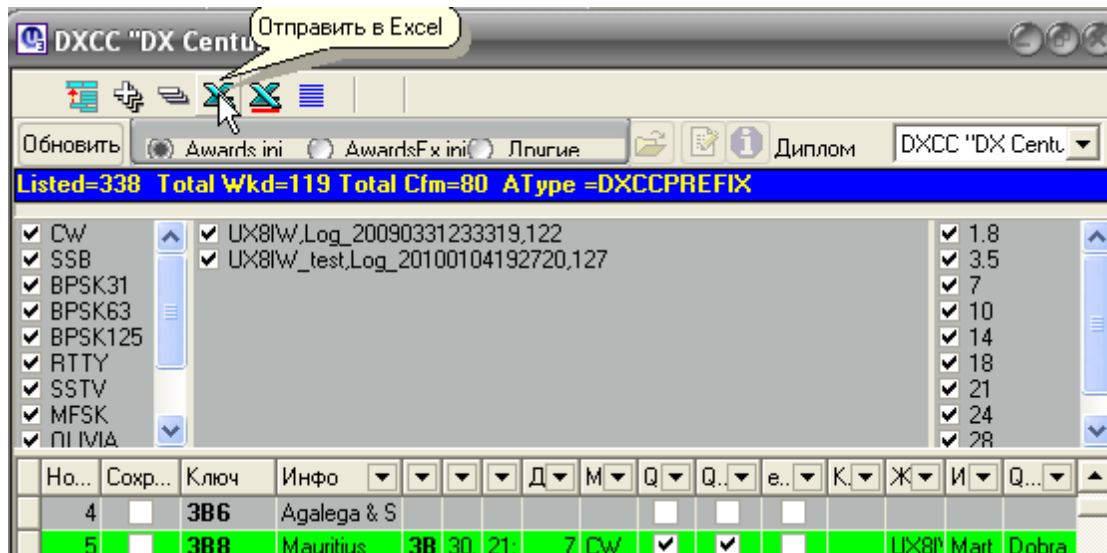 Отправить в Excel
DXCC "DX Centu
Обновить Awards ini AwardsEx ini Другие Диплом DXCC "DX Centu
Listed=338 Total Wkd=119 Total Cfm=80 AType =DXCCPREFIX
CW UX8IW,Log_20090331233319,122 1.8
SSB UX8IW_test,Log_20100104192720,127 3.5
BPSK31 7
BPSK63 10
BPSK125 14
RTTY 18
SSTV 21
MFSK 24
OLIVIA 28
Но... Сохр... Ключ Инфо Д М Q Q.. е.. К. Ж И Q...
4 3B6 Agalega & S
5 3B8 Mauritius 3B 30 21: 7 CW UX8I Mart Dobra